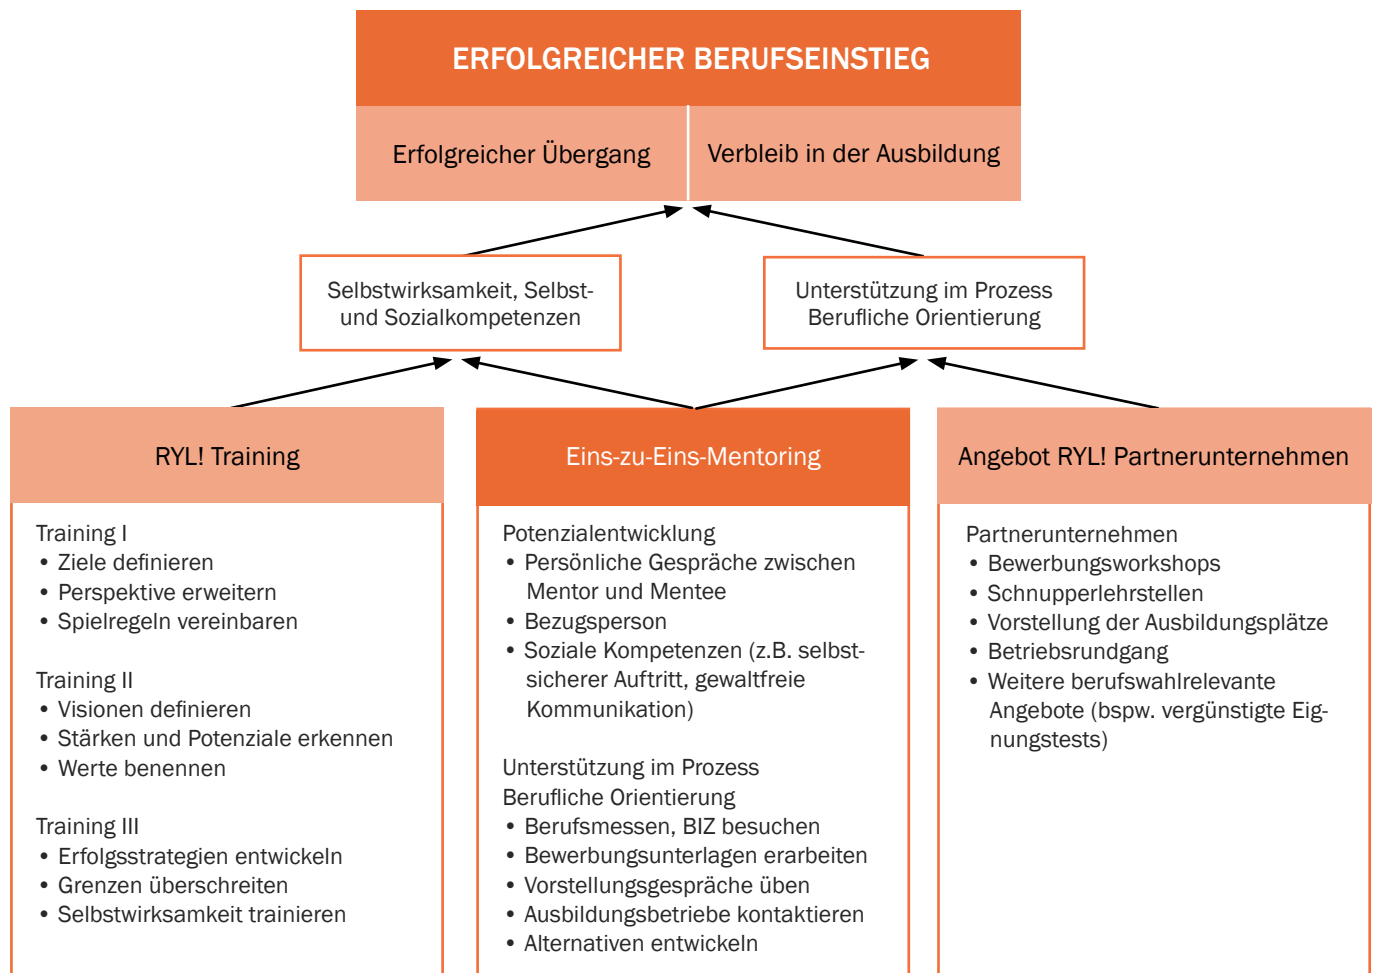 ERFOLGREICHER BERUFSEINSTIEG
Erfolgreicher Übergang
Verbleib in der Ausbildung
Selbstwirksamkeit, Selbst-
und Sozialkompetenzen
Unterstützung im Prozess
Berufliche Orientierung
RYL! Training
Training I
• Ziele definieren
• Perspektive erweitern
• Spielregeln vereinbaren
Training II
• Visionen definieren
• Stärken und Potenziale erkennen
• Werte benennen
Training III
• Erfolgsstrategien entwickeln
• Grenzen überschreiten
• Selbstwirksamkeit trainieren
Eins-zu-Eins-Mentoring
Potenzialentwicklung
• Persönliche Gespräche zwischen
Mentor und Mentee
• Bezugsperson
• Soziale Kompetenzen (z.B. selbst-
sicherer Auftritt, gewaltfreie
Kommunikation)
Unterstützung im Prozess
Berufliche Orientierung
• Berufsmessen, BIZ besuchen
• Bewerbungsunterlagen erarbeiten
• Vorstellungsgespräche üben
• Ausbildungsbetriebe kontaktieren
• Alternativen entwickeln
Angebot RYL! Partnerunternehmen
Partnerunternehmen
• Bewerbungsworkshops
• Schnupperlehrstellen
• Vorstellung der Ausbildungsplätze
• Betriebsrundgang
• Weitere berufswahlrelevante
Angebote (bspw. vergünstigte Eig-
nungstests)